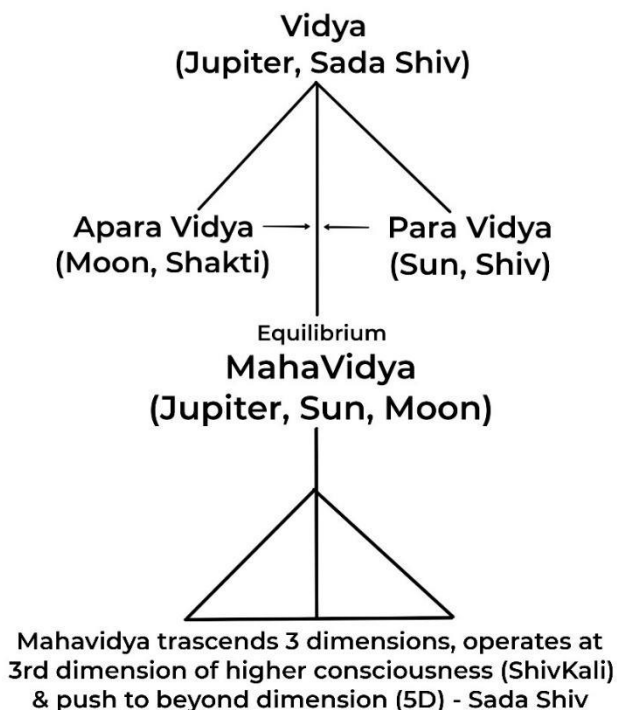 Vidya
(Jupiter, Sada Shiv)
Apara Vidya
(Moon, Shakti)
Para Vidya
(Sun, Shiv)
Equilibrium
MahaVidya
(Jupiter, Sun, Moon)
Mahavidya trascends 3 dimensions, operates at
3rd dimension of higher consciousness (ShivKali)
& push to beyond dimension (5D) - Sada Shiv